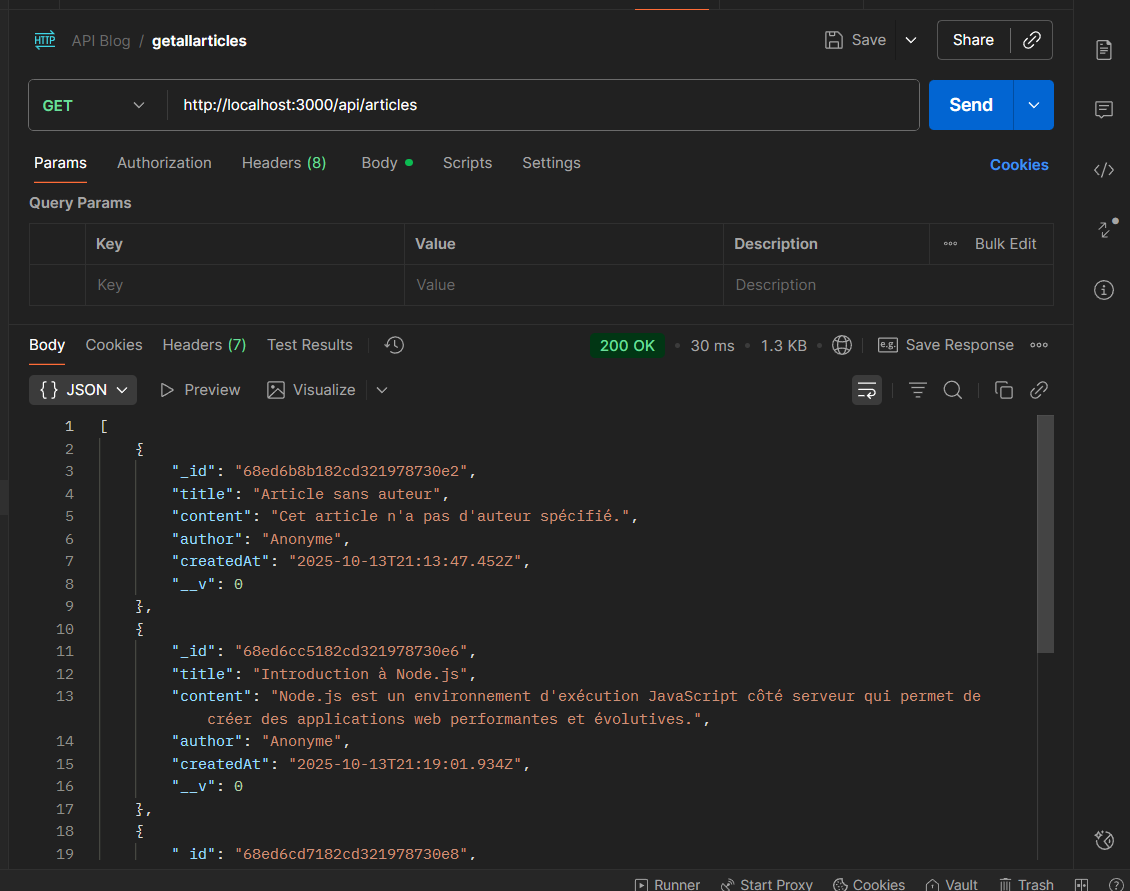 HTTP API Blog / getallarticles Save Share
GET http://localhost:3000/api/articles Send
Params Authorization Headers (8) Body Scripts Settings Cookies
Query Params
Key Value Description Bulk Edit
Key Value Description
Body Cookies Headers (7) Test Results 200 OK • 30 ms • 1.3 KB • e.g. Save Response
{} JSON Preview Visualize
1 [
2 {
3 "_id": "68ed6b8b182cd321978730e2",
4 "title": "Article sans auteur",
5 "content": "Cet article n'a pas d'auteur spécifié.",
6 "author": "Anonyme",
7 "createdAt": "2025-10-13T21:13:47.452Z",
8 "__v": 0
9 },
10 {
11 "_id": "68ed6cc5182cd321978730e6",
12 "title": "Introduction à Node.js",
13 "content": "Node.js est un environnement d'exécution JavaScript côté serveur qui permet de
créer des applications web performantes et évolutives.",
14 "author": "Anonyme",
15 "createdAt": "2025-10-13T21:19:01.934Z",
16 "__v": 0
17 },
18 {
19 "_id": "68ed6cd7182cd321978730e8",
Runner Start Proxy Cookies Vault Trash